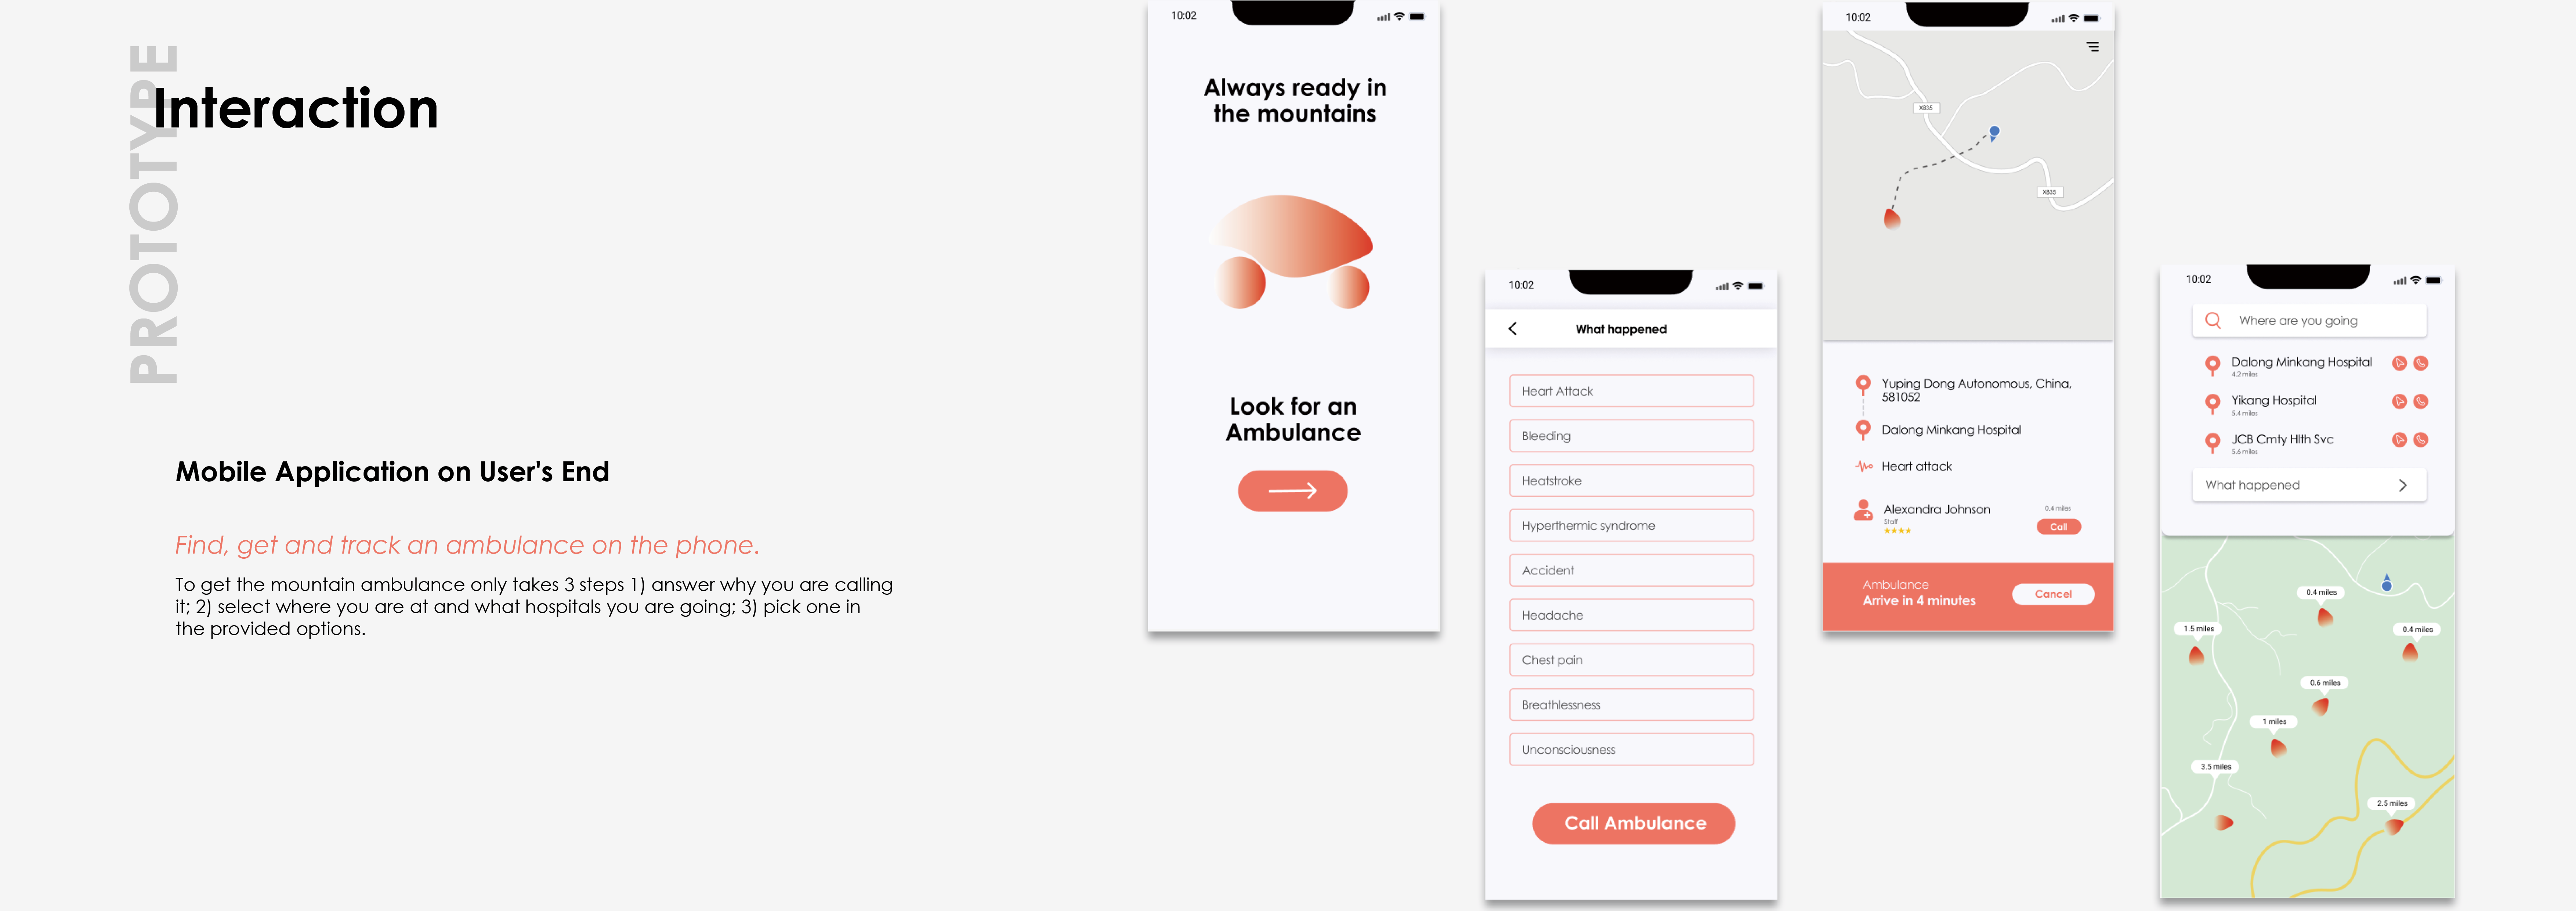 PROTOTYPE
Interaction
Mobile Application on User's End
Find, get and track an ambulance on the phone.
To get the mountain ambulance only takes 3 steps 1) answer why you are calling
it; 2) select where you are at and what hospitals you are going; 3) pick one in
the provided options.
10:02
Always ready in
the mountains
Look for an
Ambulance
10:02
What happened
Heart Attack
Bleeding
Heatstroke
Hyperthermic syndrome
Accident
Headache
Chest pain
Breathlessness
Unconsciousness
Call Ambulance
10:02
X835
X835
Yuping Dong Autonomous, China,
581052
Dalong Minkang Hospital
Heart attack
Alexandra Johnson
Staff
0.4 miles
Call
Ambulance
Arrive in 4 minutes
Cancel
10:02
Where are you going
Dalong Minkang Hospital
4.2 miles
Yikang Hospital
5.4 miles
JCB Cmty Hlth Svc
5.6 miles
What happened
0.4 miles
1.5 miles
0.4 miles
0.6 miles
1 miles
3.5 miles
2.5 miles